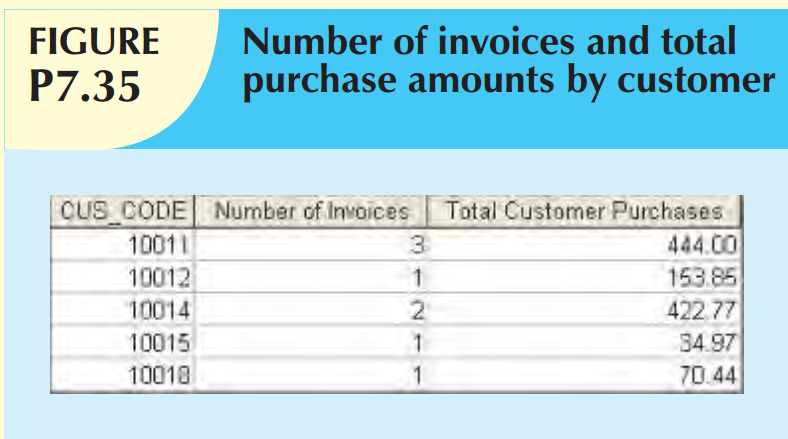 FIGURE
P7.35
Number of invoices and total
purchase amounts by customer
CUS_CODE Number of Invoices Total Customer Purchases
10011 3 444.00
10012 1 153.85
10014 2 422.77
10015 1 34.97
10018 1 70.44